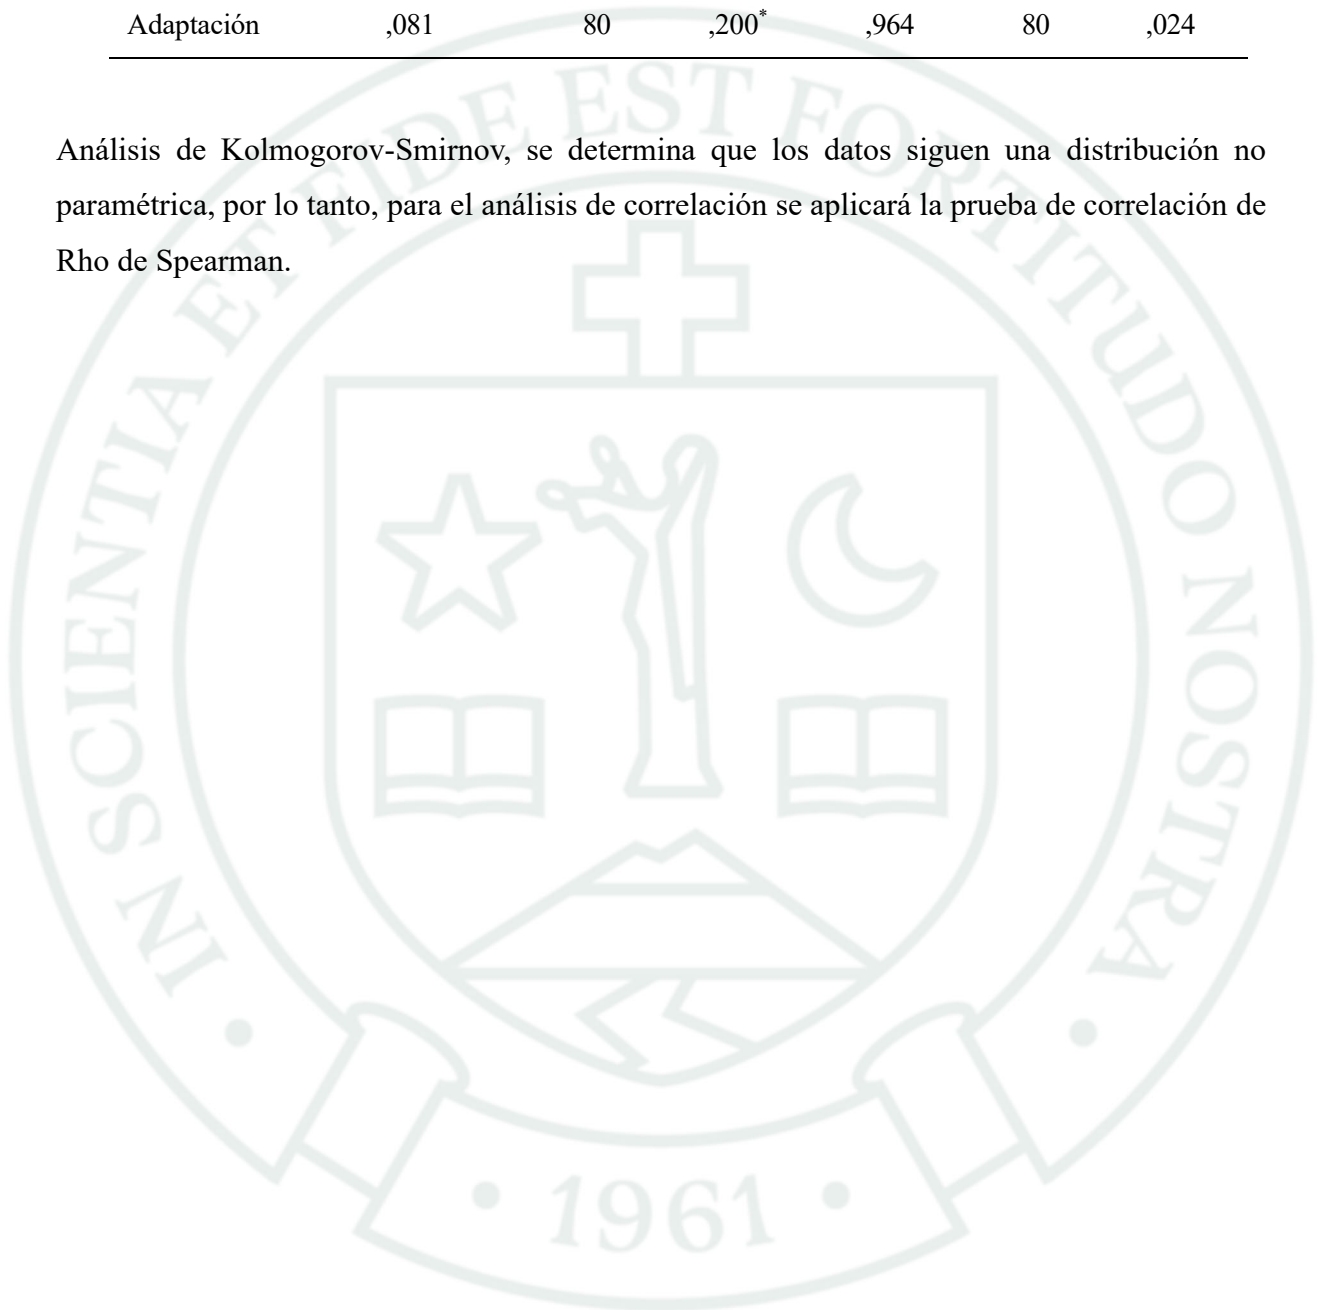 Adaptación ,081 80 ,200* ,964 80 ,024
Análisis de Kolmogorov-Smirnov, se determina que los datos siguen una distribución no
paramétrica, por lo tanto, para el análisis de correlación se aplicará la prueba de correlación de
Rho de Spearman.
IN SCIENTIA ET FIDE EST FORTITUDO NOSTRA
• 1961 •